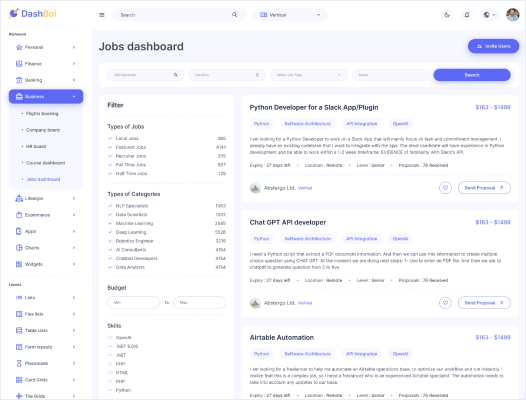 DashBoi
Search
Vertical
Dashboard
Personal
Finance
Banking
Business
Flights booking
Company board
HR board
Course dashboard
Jobs dashboard
Lifestyle
Ecommerce
Apps
Charts
Widgets
Layouts
Lists
Flex lists
Table Lists
Form layouts
Placeloads
Card Grids
Tile Grids
Jobs dashboard
Invite Users
Job Keywords
Location
Select Job Type
Salary
Search
Filter
Types of Jobs
Local Jobs 865
Featured Jobs 4141
Recruiter Jobs 235
Full Time Jobs 657
Half Time Jobs 125
Types of Categories
NLP Specialists 1563
Data Scientists 1523
Machine Learning 2545
Deep Learning 5526
Robotics Engineer 3215
AI Consultants 4154
Chatbot Developers 4154
Data Analysts 4154
Budget
Min To Max
Skills
OpenAI
.NET 5.0/6
.NET
PHP
HTML
PHP
Python
Python Developer for a Slack App/Plugin $163 - $1489
Python Software Architecture API Integration OpenAI
I am looking for a Python Developer to work on a Slack App that will mainly focus on task and commitment management. I
already have an existing codebase that I want to integrate with the app. The ideal candidate will have experience in Python
development and be able to work within a 1-2 week timeframe. EVIDENCE of familiarity with Slack's API.
Expiry : 27 days left • Location : Remote • Level : Senior • Proposals : 76 Received
Abstergo Ltd. Verified
Send Proposal
Chat GPT API developer $163 - $1489
Python Software Architecture API Integration OpenAI
I need a Python script that extract a PDF document information. And then we can use this information to create multiple
choice question using CHAT GPT. At the moment we are doing next steps: 1- Use to enter de PDF file. And then we ask to
chatpdf to generate question from 5 to five.
Expiry : 27 days left • Location : Remote • Level : Senior • Proposals : 76 Received
Abstergo Ltd. Verified
Send Proposal
Airtable Automation $163 - $1489
Python Software Architecture API Integration OpenAI
I am looking for a freelancer to help me automate an Airtable operations base, to optimize our workflow and run instantly. I
realize that this is a complex job, so I need a freelancer who is an experienced Airtable specialist. The automation needs to
take into account any updates to our base.
Expiry : 27 days left • Location : Remote • Level : Senior • Proposals : 76 Received